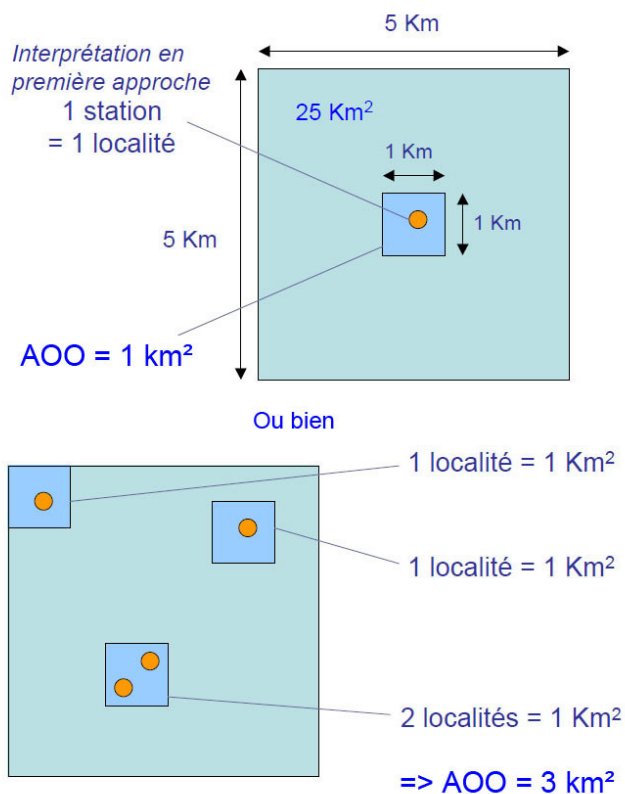 5 Km
Interprétation en
première approche
1 station
= 1 localité
25 Km²
1 Km
1 Km
5 Km
AOO = 1 km²
Ou bien
1 localité = 1 Km²
1 localité = 1 Km²
2 localités = 1 Km²
=> AOO = 3 km²